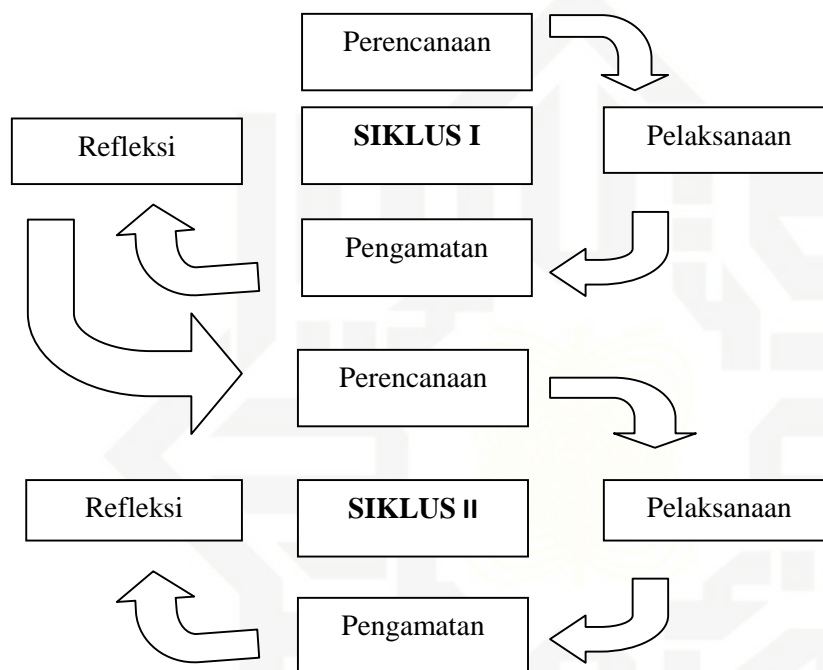 Perencanaan
Refleksi
SIKLUS I
Pelaksanaan
Pengamatan
Perencanaan
Refleksi
SIKLUS II
Pelaksanaan
Pengamatan